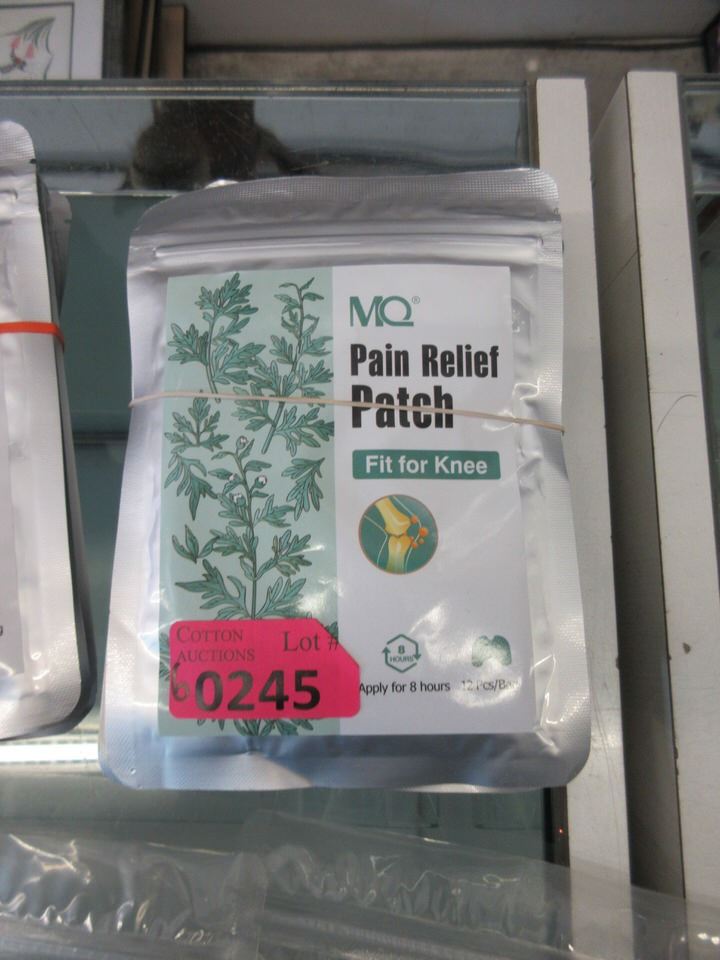 MQ®
Pain Relief
Patch
Fit for Knee
8
HOURS
Apply for 8 hours 12 Pcs/Bag
COTTON
AUCTIONS
Lot #
60245